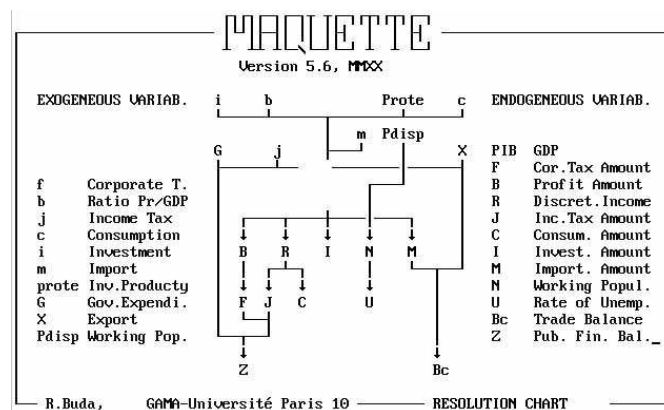 MAQUETTE
Version 5.6, MMXX
EXOGENEOUS VARIAB. i b Prote c ENDOGENEOUS VARIAB.
m Pdisp
G j X PIB GDP
F Cor.Tax Amount
f Corporate T. B Profit Amount
b Ratio Pr/GDP R Discret.Income
j Income Tax J Inc.Tax Amount
c Consumption C Consum. Amount
i Investment B R I N M I Invest. Amount
m Import M Import. Amount
prote Inv.Producty N Working Popul.
G Gov.Expendi. F J C U U Rate of Unemp.
X Export Bc Trade Balance
Pdisp Working Pop. Z Pub. Fin. Bal._
Z Bc
R.Buda, GAMA-Université Paris 10 RESOLUTION CHART